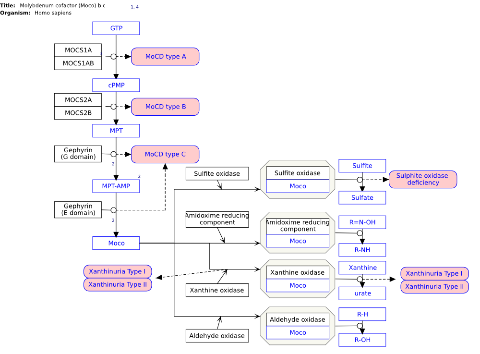 Title: Molybdenum cofactor (Moco) b c
1, 4
Organism: Homo sapiens
GTP
MOCS1A
MOCS1AB
MoCD type A
cPMP
MOCS2A
MOCS2B
MoCD type B
MPT
Gephyrin
(G domain)
MoCD type C
2
MPT-AMP
Gephyrin
(E domain)
Moco
Sulfite oxidase
Sulfite oxidase
Moco
Sulfite
Sulfate
Sulphite oxidase
deficiency
Amidoxime reducing
component
Amidoxime reducing
component
Moco
R=N-OH
R-NH
Xanthinuria Type I
Xanthinuria Type II
Xanthine oxidase
Xanthine oxidase
Moco
Xanthine
urate
Xanthinuria Type I
Xanthinuria Type II
Aldehyde oxidase
Aldehyde oxidase
Moco
R-H
R-OH